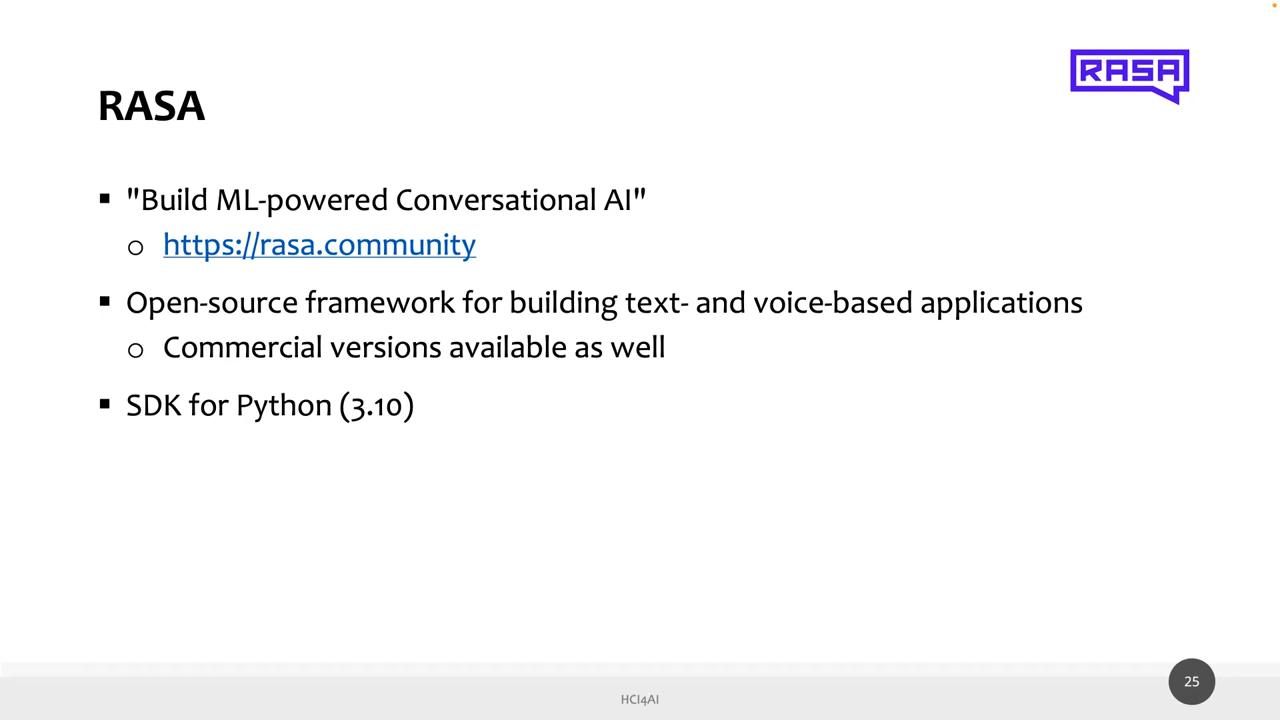 RASA
RASA
▪ "Build ML-powered Conversational AI"
o https://rasa.community
▪ Open-source framework for building text- and voice-based applications
o Commercial versions available as well
▪ SDK for Python (3.10)
HCI4AI
25